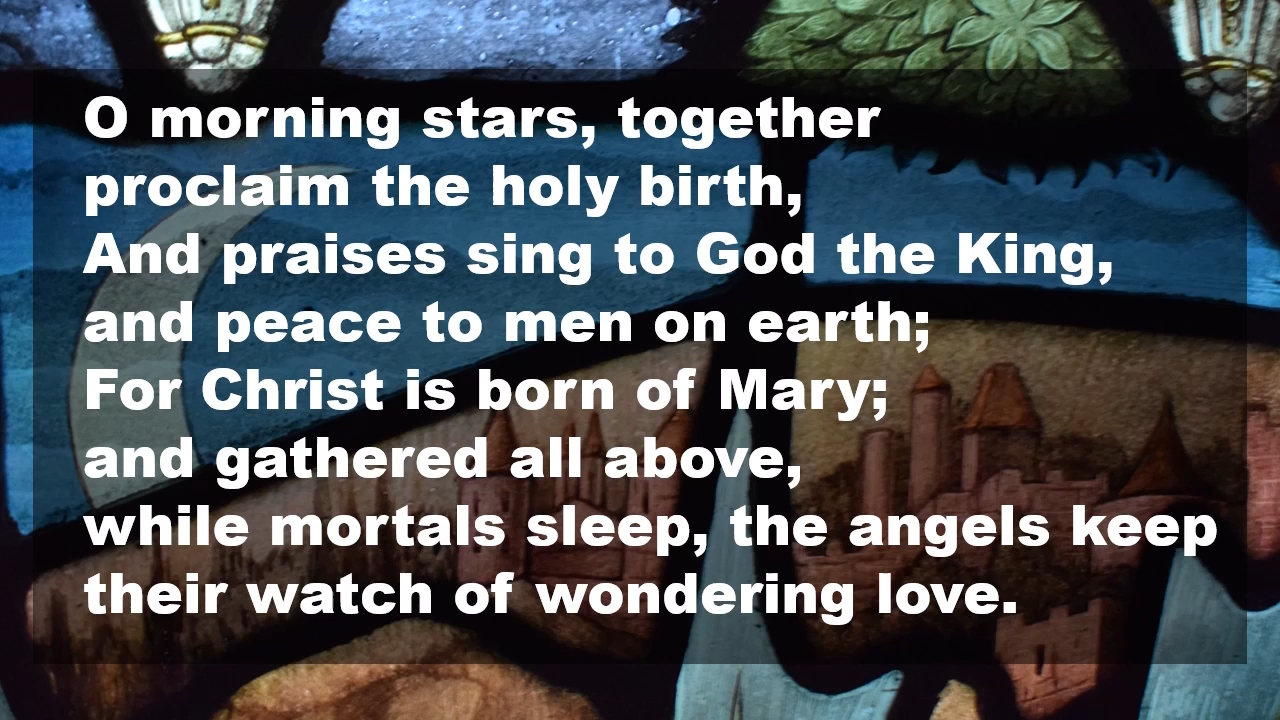 O morning stars, together
proclaim the holy birth,
And praises sing to God the King,
and peace to men on earth;
For Christ is born of Mary;
and gathered all above,
while mortals sleep, the angels keep
their watch of wondering love.